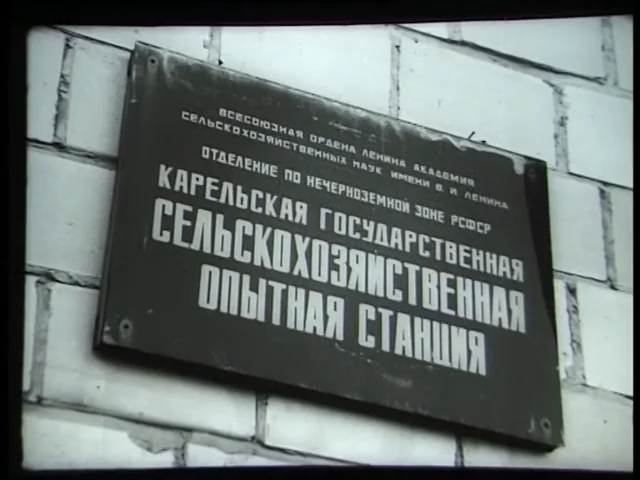 ВСЕСОЮЗНАЯ ОРДЕНА ЛЕНИНА АКАДЕМИЯ
СЕЛЬСКОХОЗЯЙСТВЕННЫХ НАУК ИМЕНИ В И ЛЕНИНА
ОТДЕЛЕНИЕ ПО НЕЧЕРНОЗЕМНОЙ ЗОНЕ РСФСР
КАРЕЛЬСКАЯ ГОСУДАРСТВЕННАЯ
СЕЛЬСКОХОЗЯЙСТВЕННАЯ
ОПЫТНАЯ СТАНЦИЯ